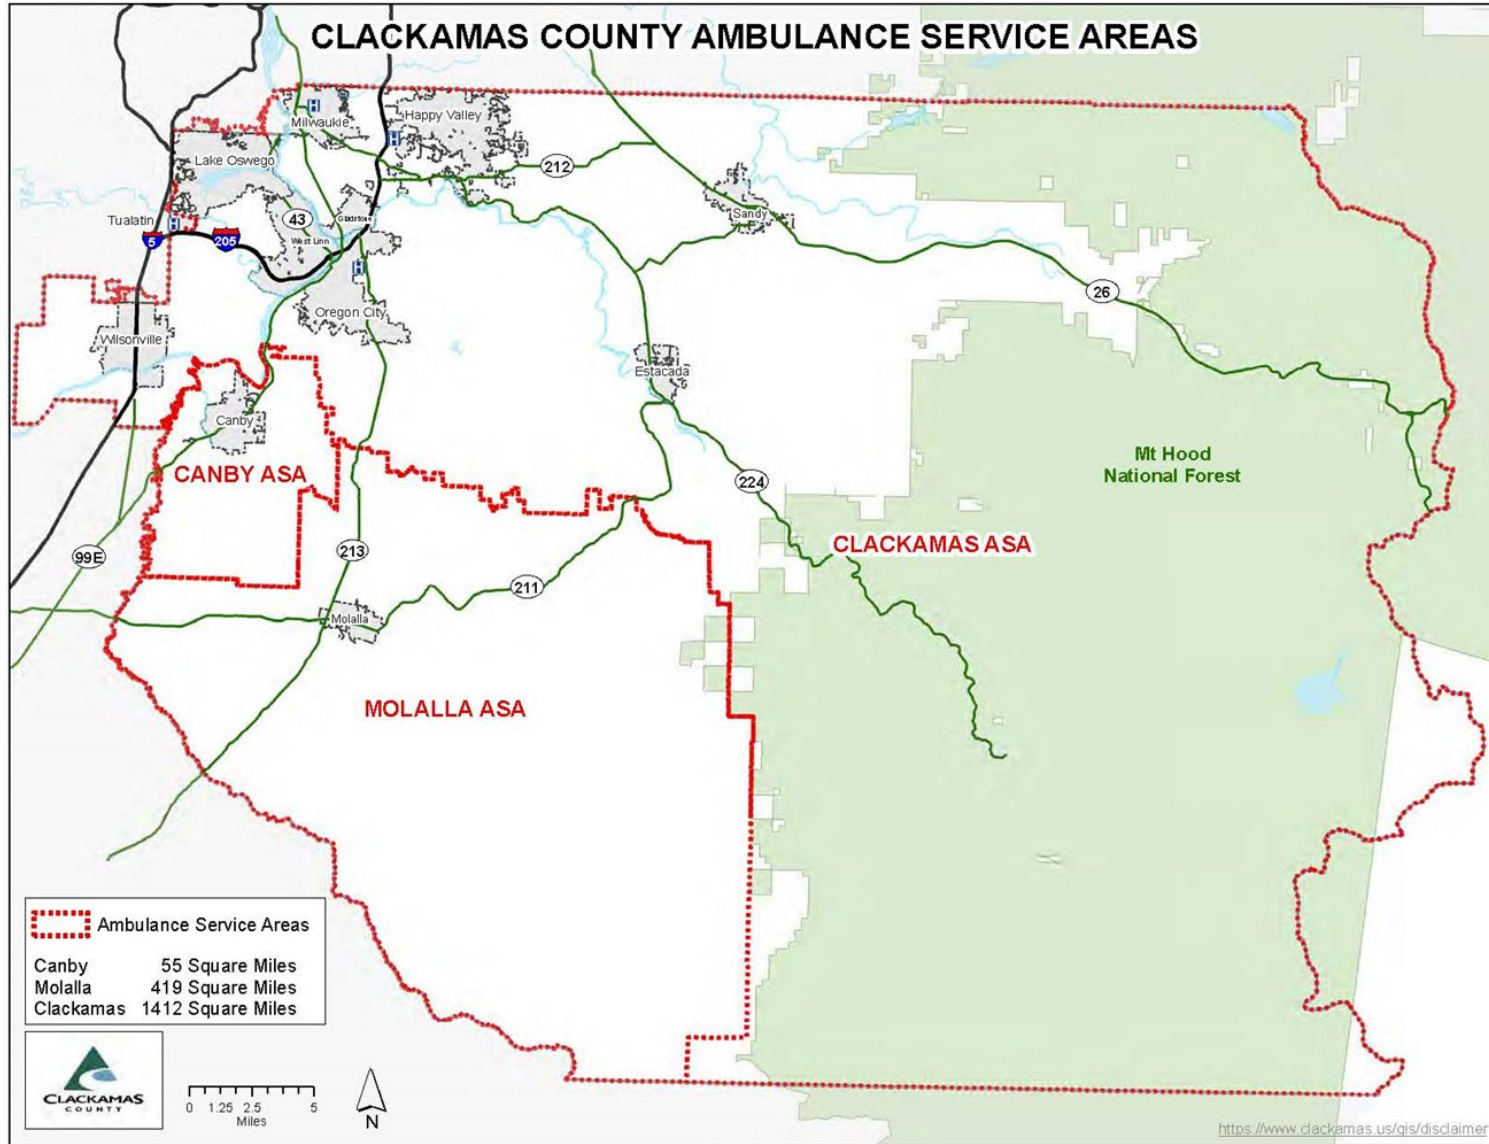 CLACKAMAS COUNTY AMBULANCE SERVICE AREAS
H
Milwaukie
Happy Valley
H
Lake Oswego
212
Tualatin
H
43
Gladstone
Sandy
5
205
West Linn
H
26
Oregon City
Wilsonville
Estacada
Canby
Mt Hood
National Forest
CANBY ASA
224
CLACKAMAS ASA
99E
213
211
Molalla
MOLALLA ASA
Ambulance Service Areas
Canby 55 Square Miles
Molalla 419 Square Miles
Clackamas 1412 Square Miles
CLACKAMAS
COUNTY
0 1.25 2.5 5
Miles
N
https://www.clackamas.us/gis/disclaimer